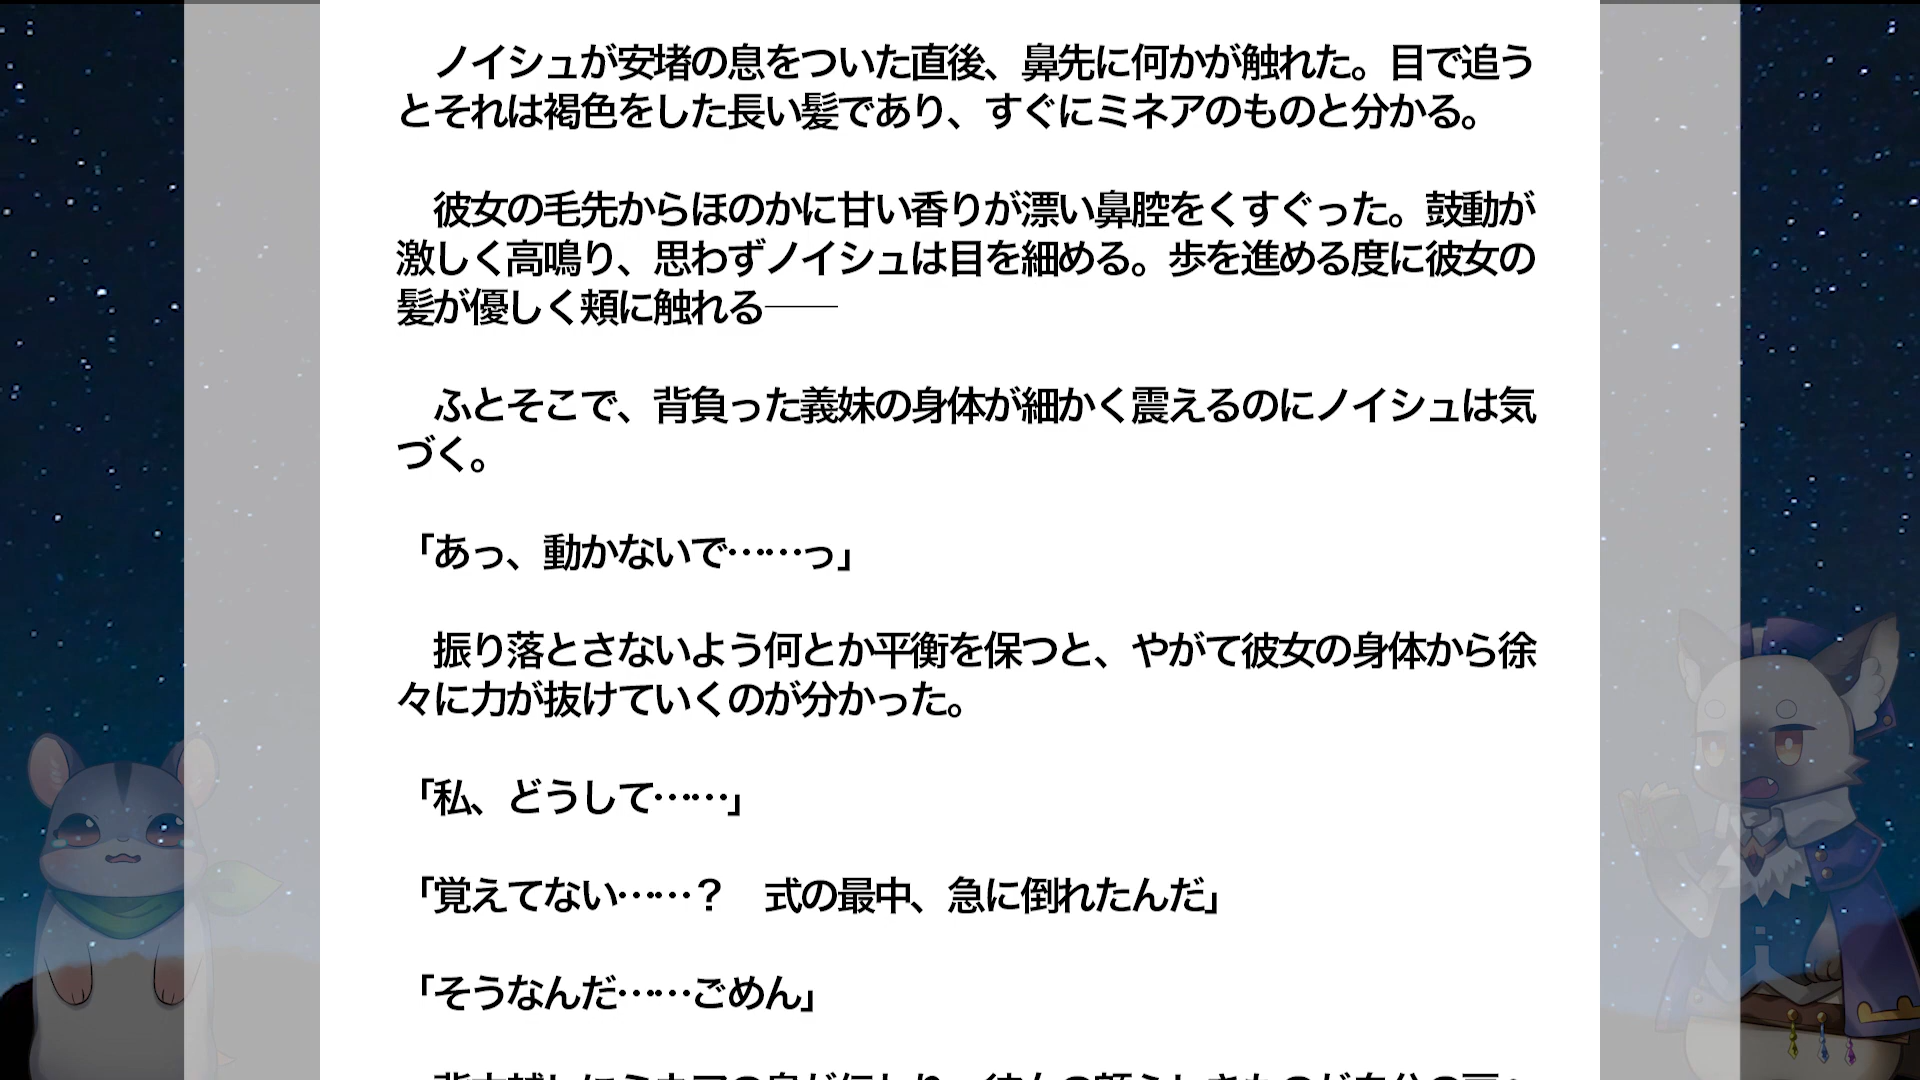 ノイシュが安堵の息をついた直後、鼻先に何かが触れた。目で追う
とそれは褐色をした長い髪であり、すぐにミネアのものと分かる。
彼女の毛先からほのかに甘い香りが漂い鼻腔をくすぐった。鼓動が
激しく高鳴り、思わずノイシュは目を細める。歩を進める度に彼女の
髪が優しく頬に触れる――
ふとそこで、背負った義妹の身体が細かく震えるのにノイシュは気
づく。
「あっ、動かないで……っ」
振り落とさないよう何とか平衡を保つと、やがて彼女の身体から徐
々に力が抜けていくのが分かった。
「私、どうして……」
「覚えてない……？　式の最中、急に倒れたんだ」
「そうなんだ……ごめん」